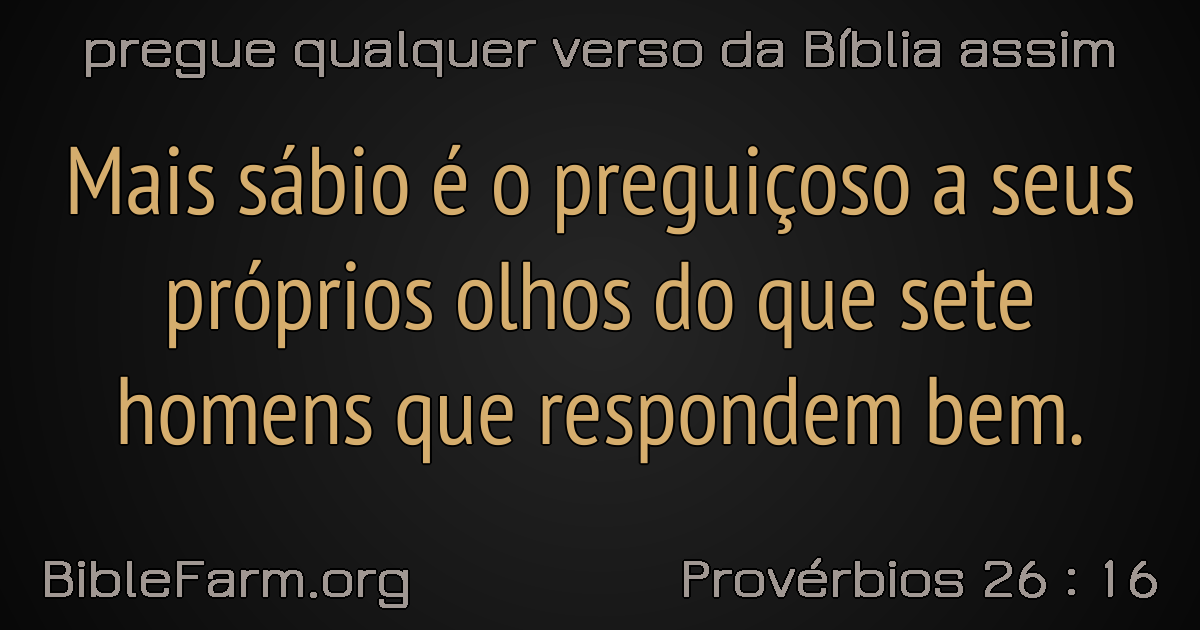 pregue qualquer verso da Bíblia assim
Mais sábio é o preguiçoso a seus
próprios olhos do que sete
homens que respondem bem.
BibleFarm.org
Provérbios 26 : 16